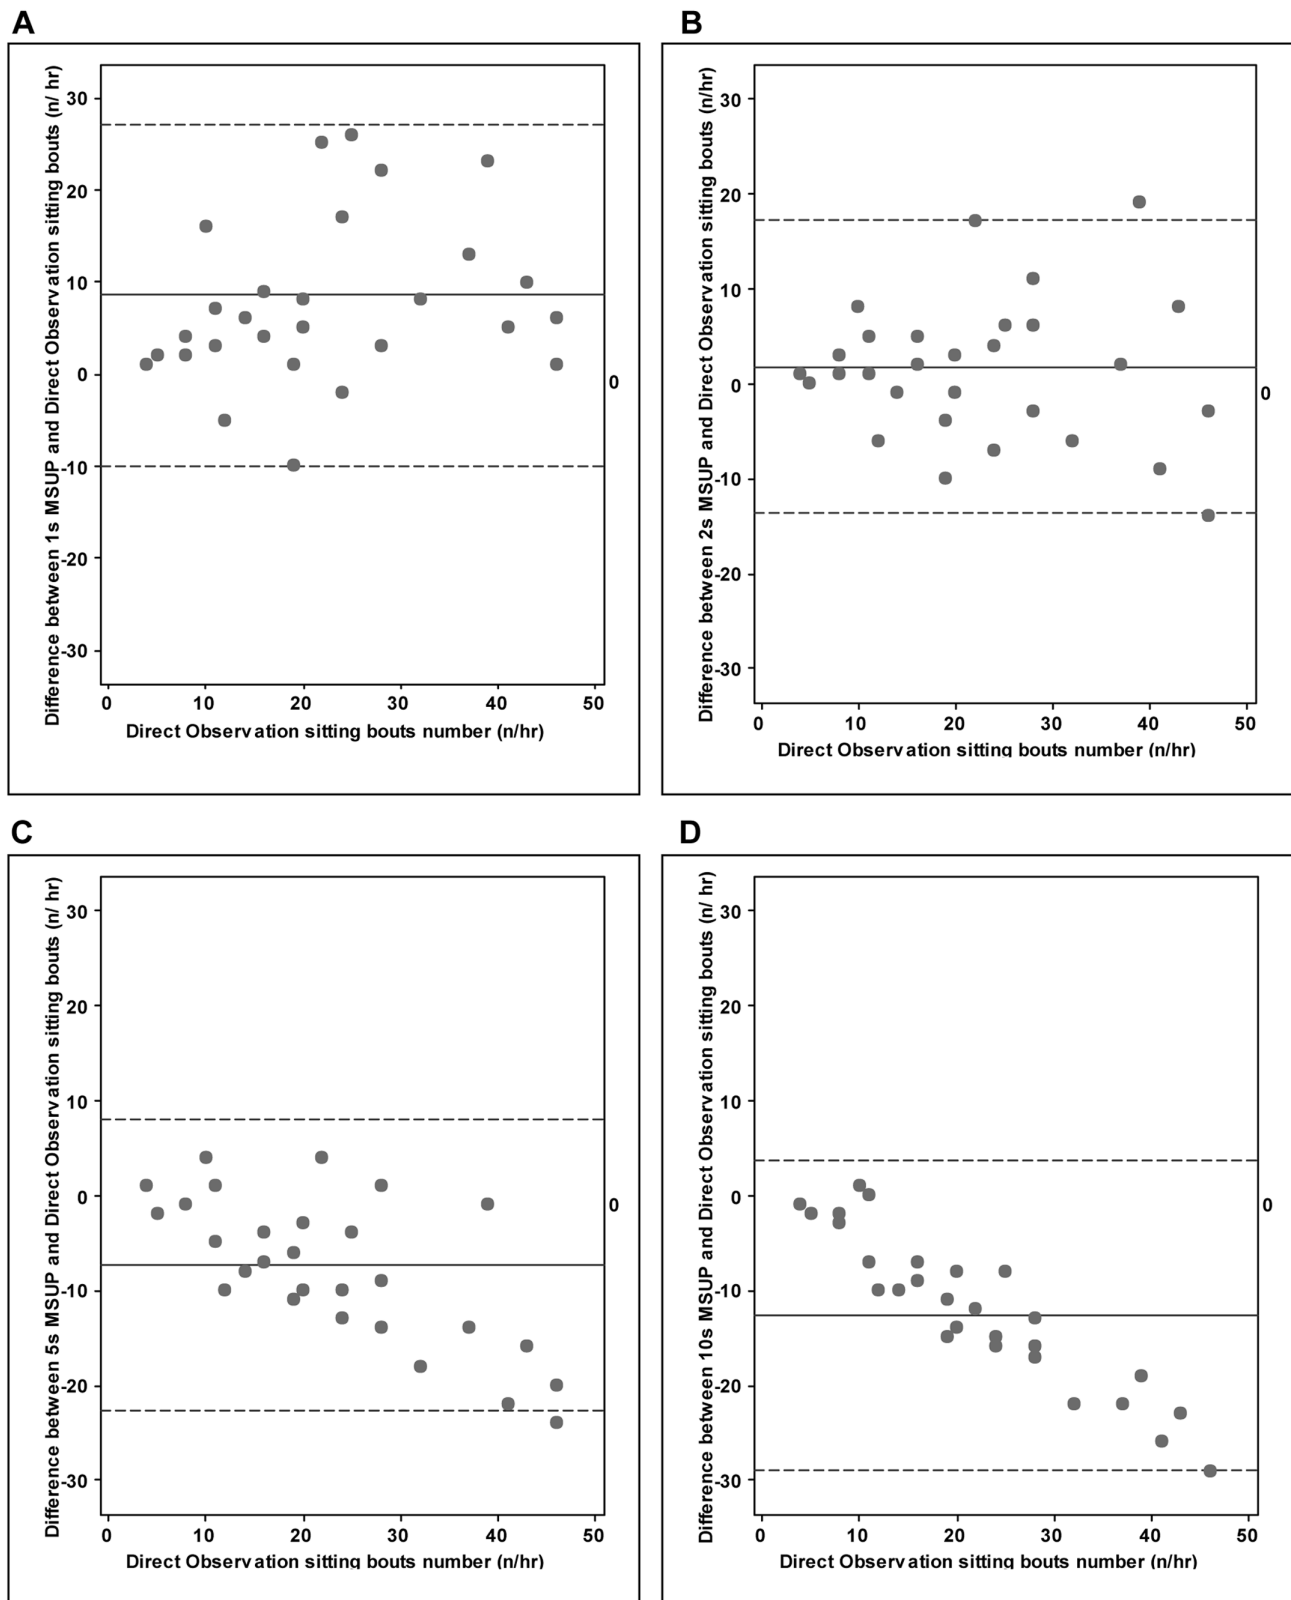 A
Difference between 1s MSUP and Direct Observation sitting bouts (n/ hr)
30
20
10
0
-10
-20
-30
0
0 10 20 30 40 50
Direct Observation sitting bouts number (n/hr)
B
Difference between 2s MSUP and Direct Observation sitting bouts (n/hr)
30
20
10
0
-10
-20
-30
0
0 10 20 30 40 50
Direct Observation sitting bouts number (n/hr)
C
Difference between 5s MSUP and Direct Observation sitting bouts (n/ hr)
30
20
10
0
-10
-20
-30
0
0 10 20 30 40 50
Direct Observation sitting bouts number (n/hr)
D
Difference between 10s MSUP and Direct Observation sitting bouts (n/ hr)
30
20
10
0
-10
-20
-30
0
0 10 20 30 40 50
Direct Observation sitting bouts number (n/hr)